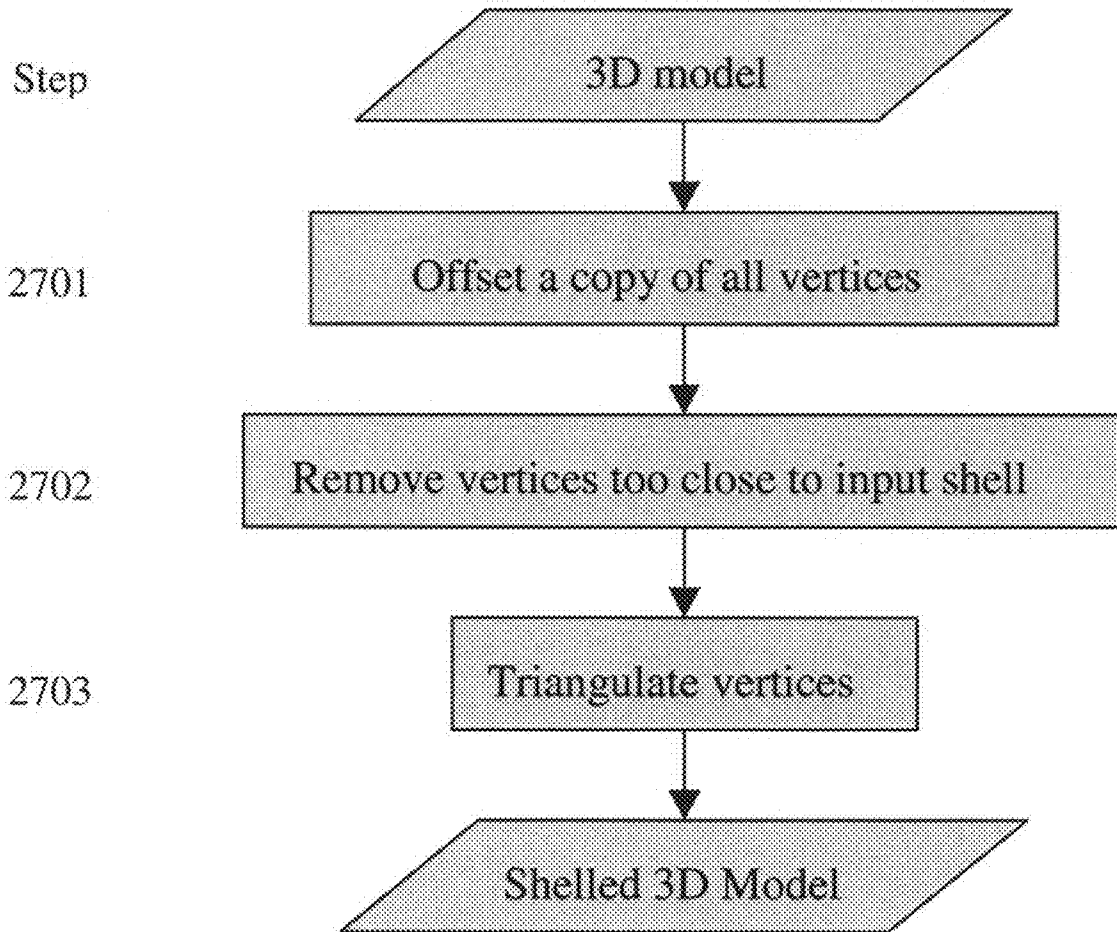 Step
3D model
2701
Offset a copy of all vertices
2702
Remove vertices too close to input shell
2703
Triangulate vertices
Shelled 3D Model